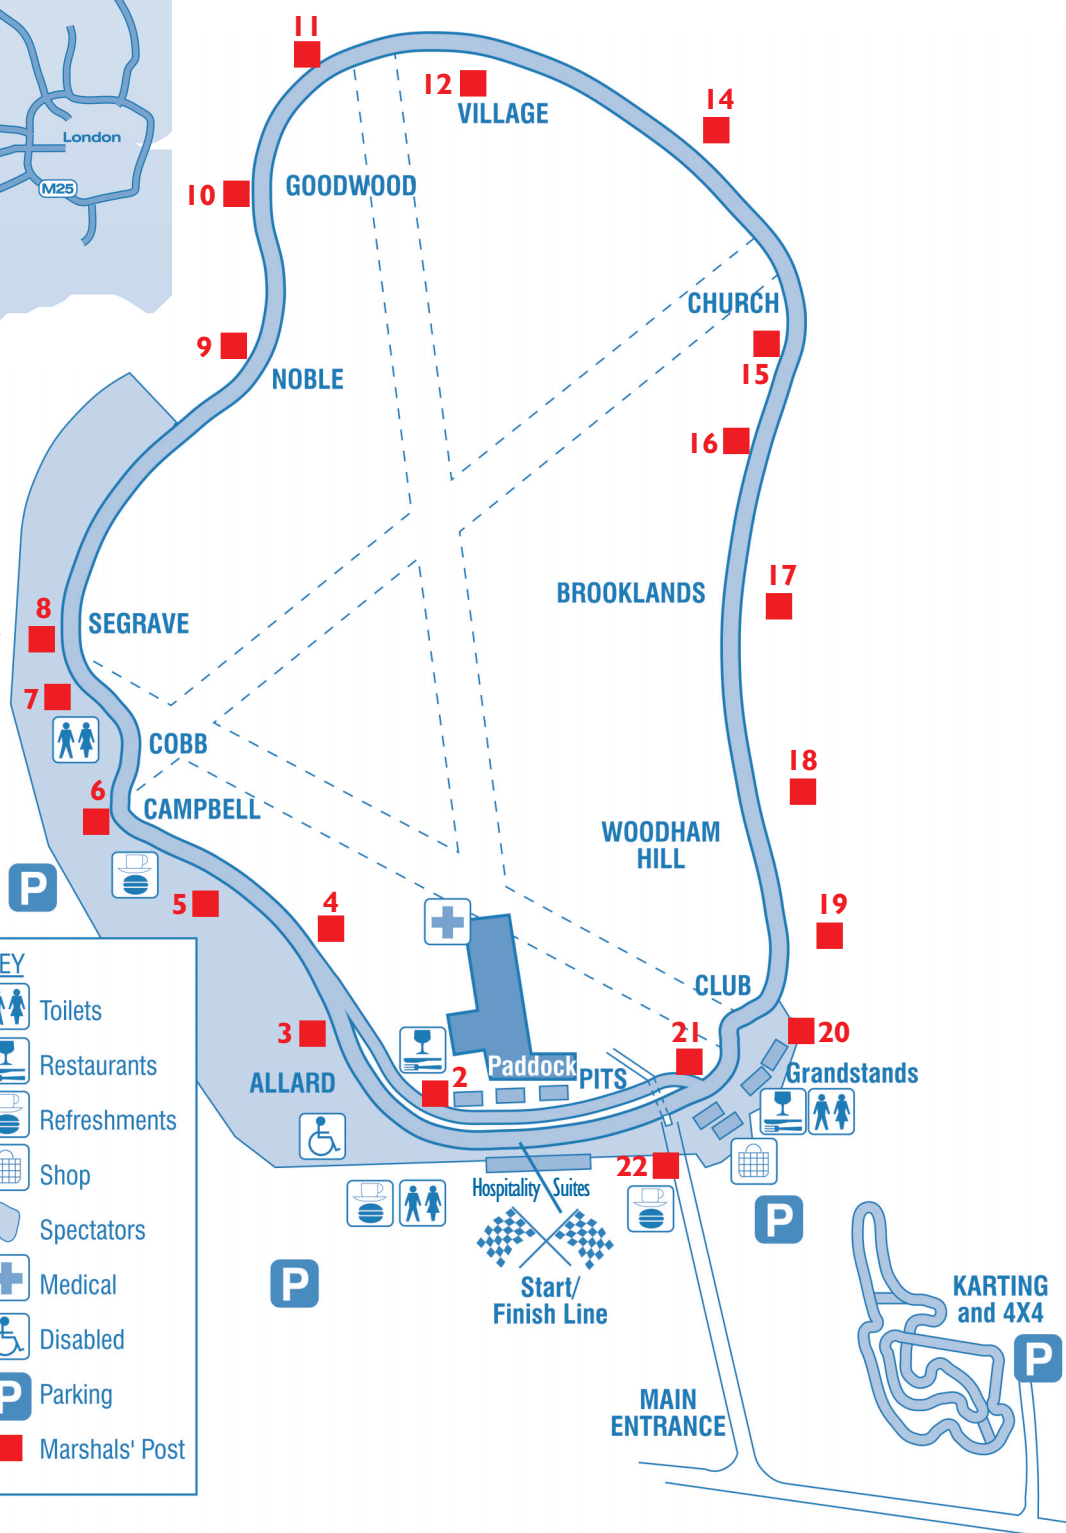 11
12
VILLAGE
14
London
M25
10
GOODWOOD
CHURCH
9
15
NOBLE
16
17
BROOKLANDS
8
SEGRAVE
7
COBB
18
6
CAMPBELL
WOODHAM
HILL
P
5
4
19
EY
CLUB
Toilets
3
21
20
Restaurants
Paddock
PITS
2
ALLARD
Grandstands
Refreshments
22
Shop
Hospitality Suites
Spectators
P
P
Medical
Start/
Finish Line
KARTING
and 4X4
Disabled
P
P
Parking
MAIN
ENTRANCE
Marshals' Post